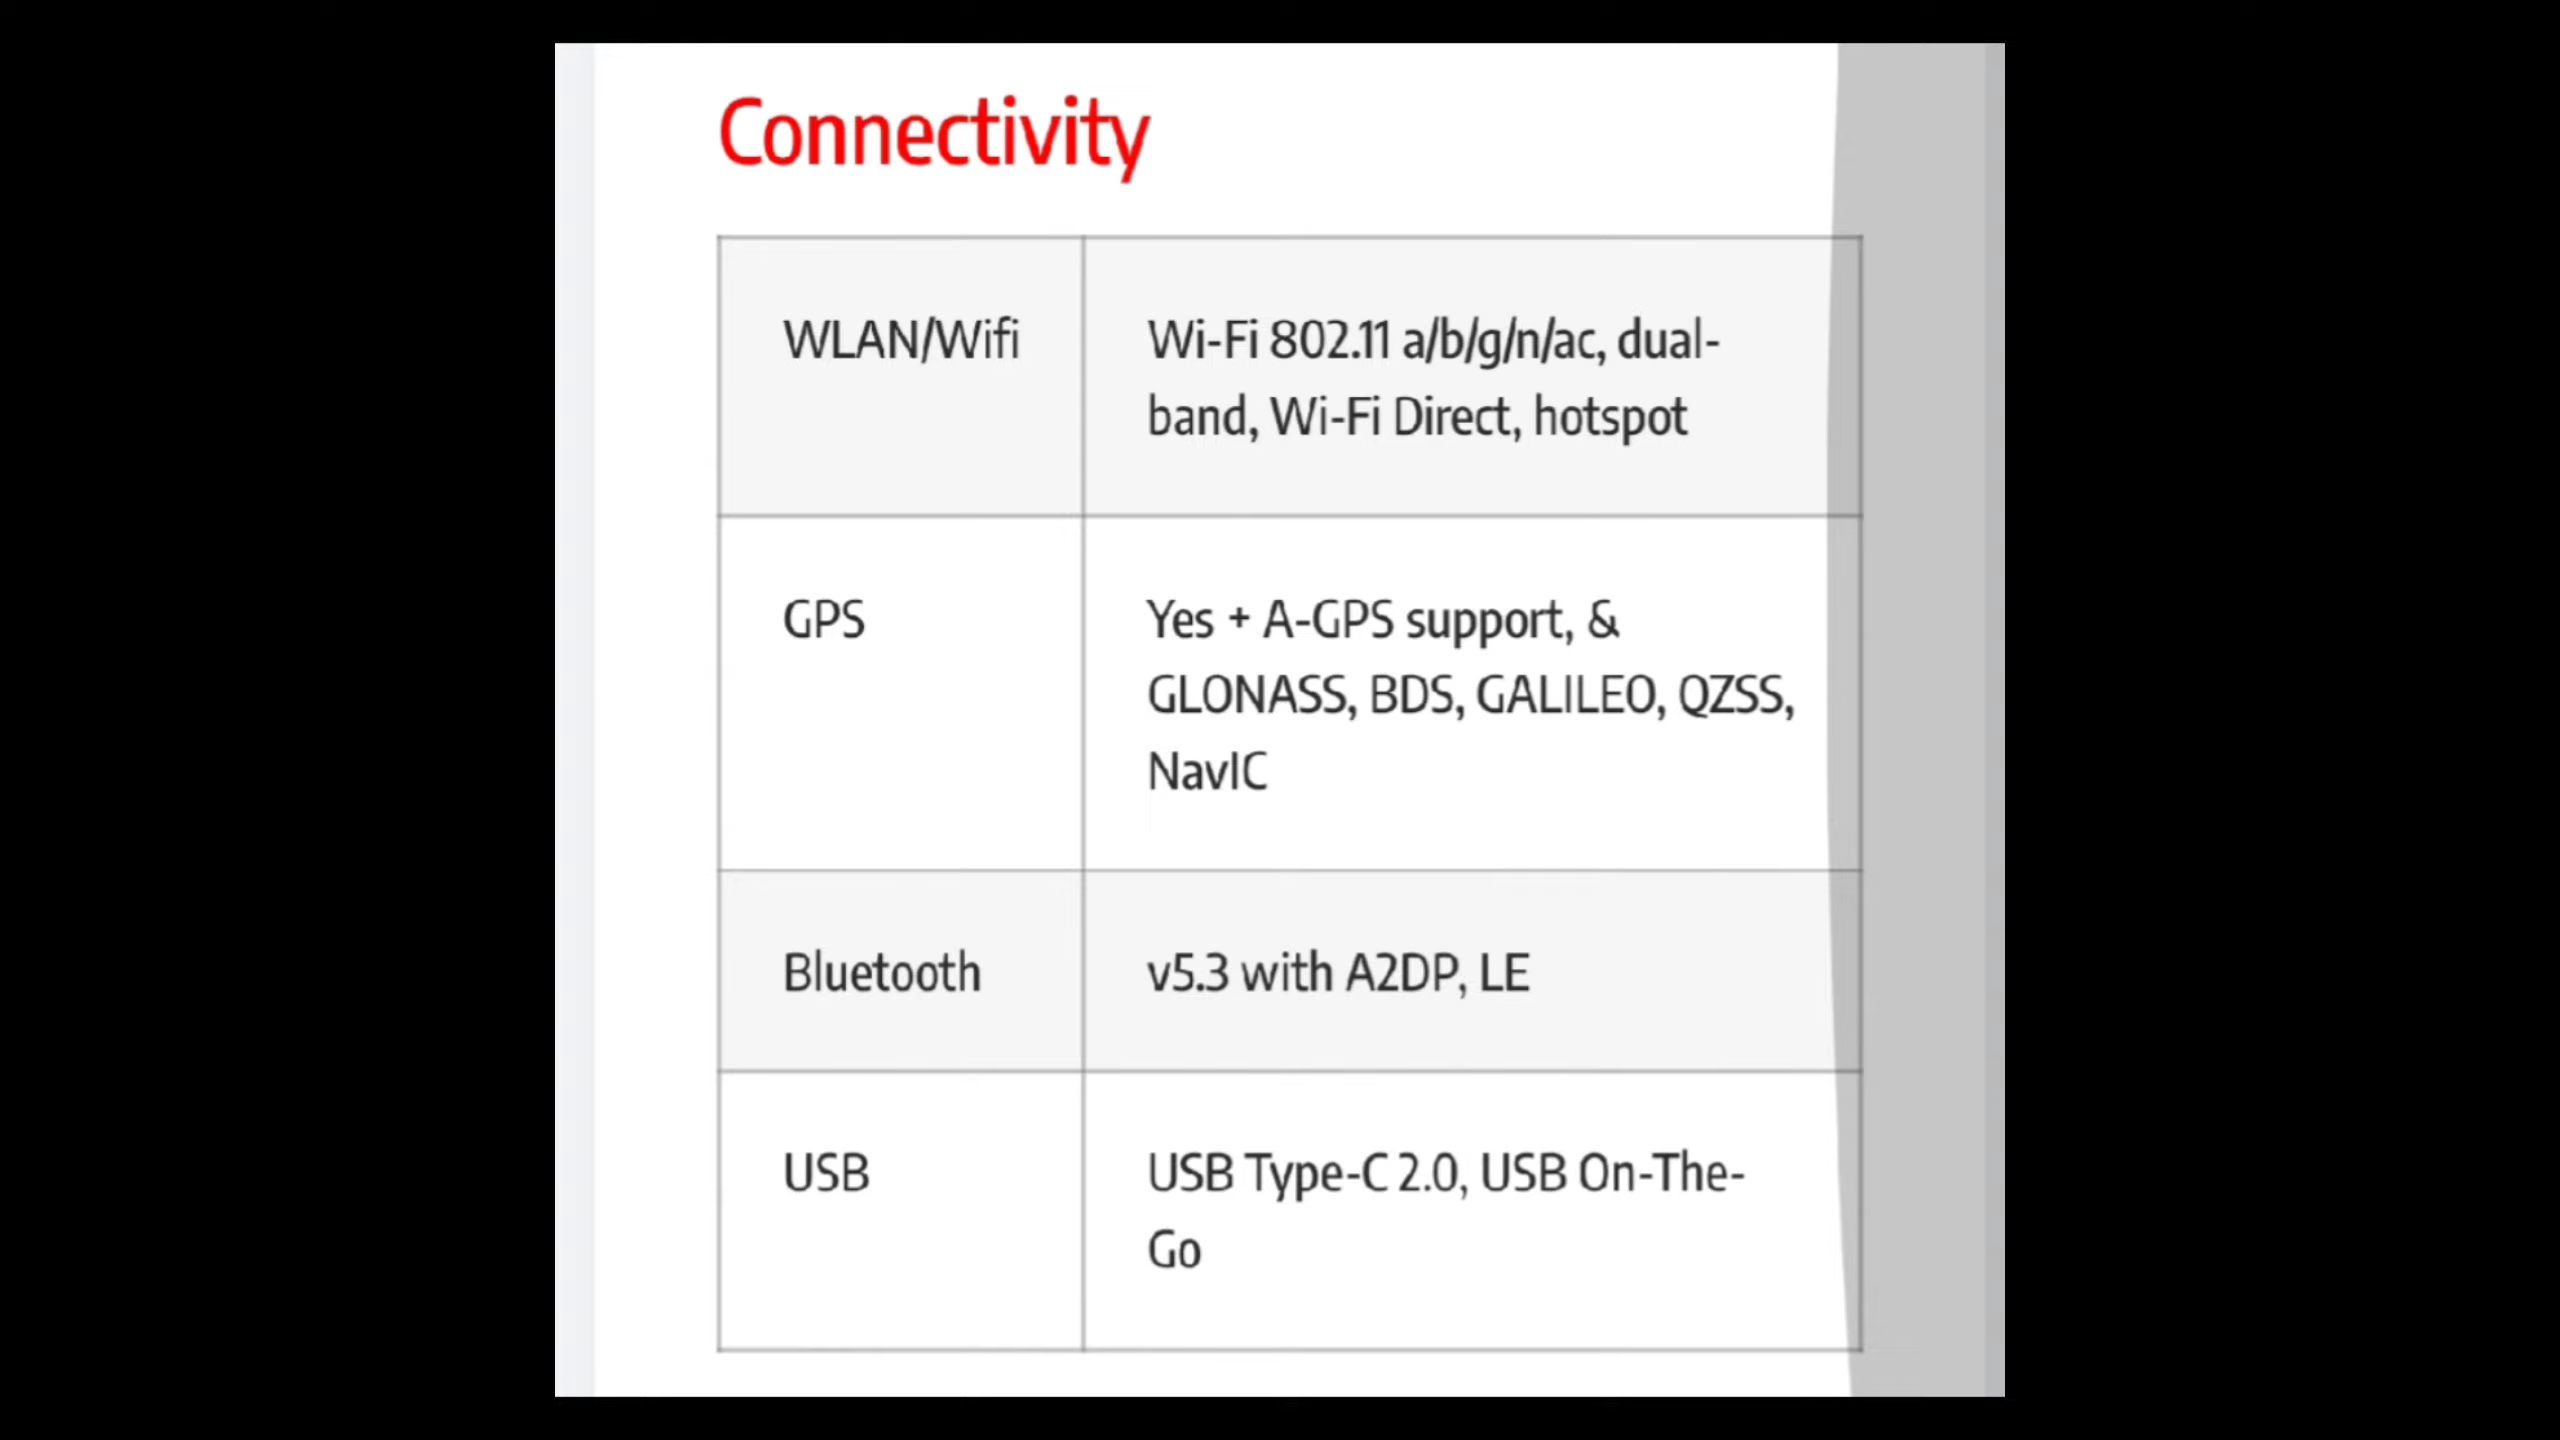 Connectivity
WLAN/Wifi
Wi-Fi 802.11 a/b/g/n/ac, dual-
band, Wi-Fi Direct, hotspot
GPS
Yes + A-GPS support, &
GLONASS, BDS, GALILEO, QZSS,
NavIC
Bluetooth
v5.3 with A2DP, LE
USB
USB Type-C 2.0, USB On-The-
Go